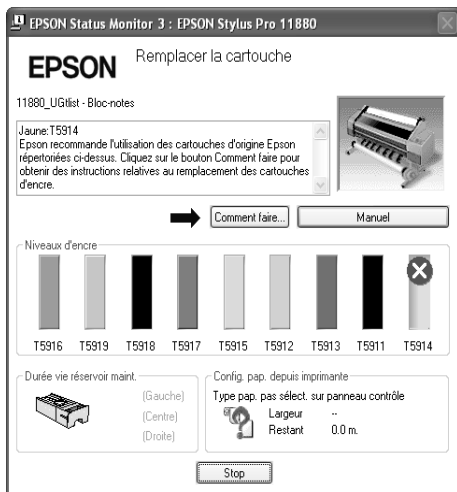 EPSON Status Monitor 3 : EPSON Stylus Pro 11880
EPSON
Remplacer la cartouche
11880_UGtlist - Bloc-notes
Jaune:T5914
Epson recommande l'utilisation des cartouches d'origine Epson
répertoriées ci-dessus. Cliquez sur le bouton Comment faire pour
obtenir des instructions relatives au remplacement des cartouches
d'encre.
Comment faire...
Manuel
Niveaux d'encre
T5916 T5919 T5918 T5917 T5915 T5912 T5913 T5911 T5914
Durée vie réservoir maint.
(Gauche)
(Centre)
(Droite)
Config. pap. depuis imprimante
Type pap. pas sélect. sur panneau contrôle
Largeur --
Restant 0.0 m.
Stop